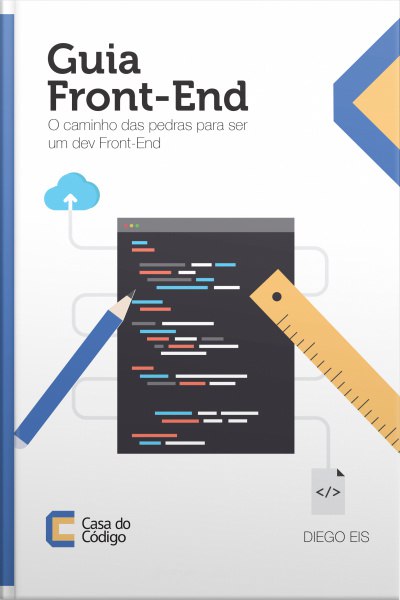 Guia
Front-End
O caminho das pedras para ser
um dev Front-End
</>
Casa do
Código
DIEGO EIS